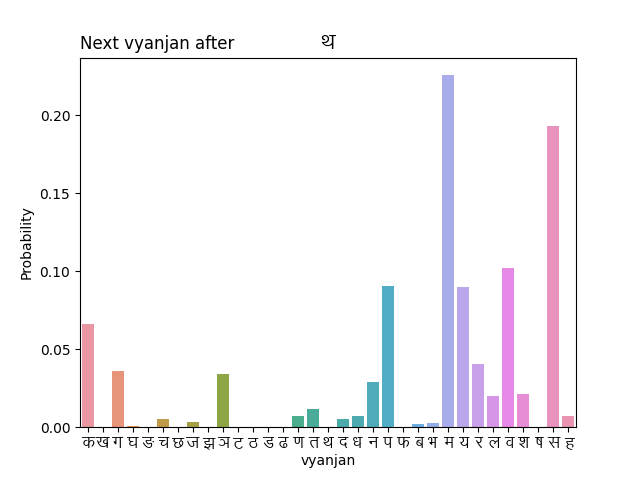 Next vyanjan after थ
0.20
0.15
0.10
0.05
0.00
Probability
क ख ग घ ङ च छ ज झ ञ ट ठ ड ढ ण त थ द ध न प फ ब भ म य र ल व श ष स ह
vyanjan